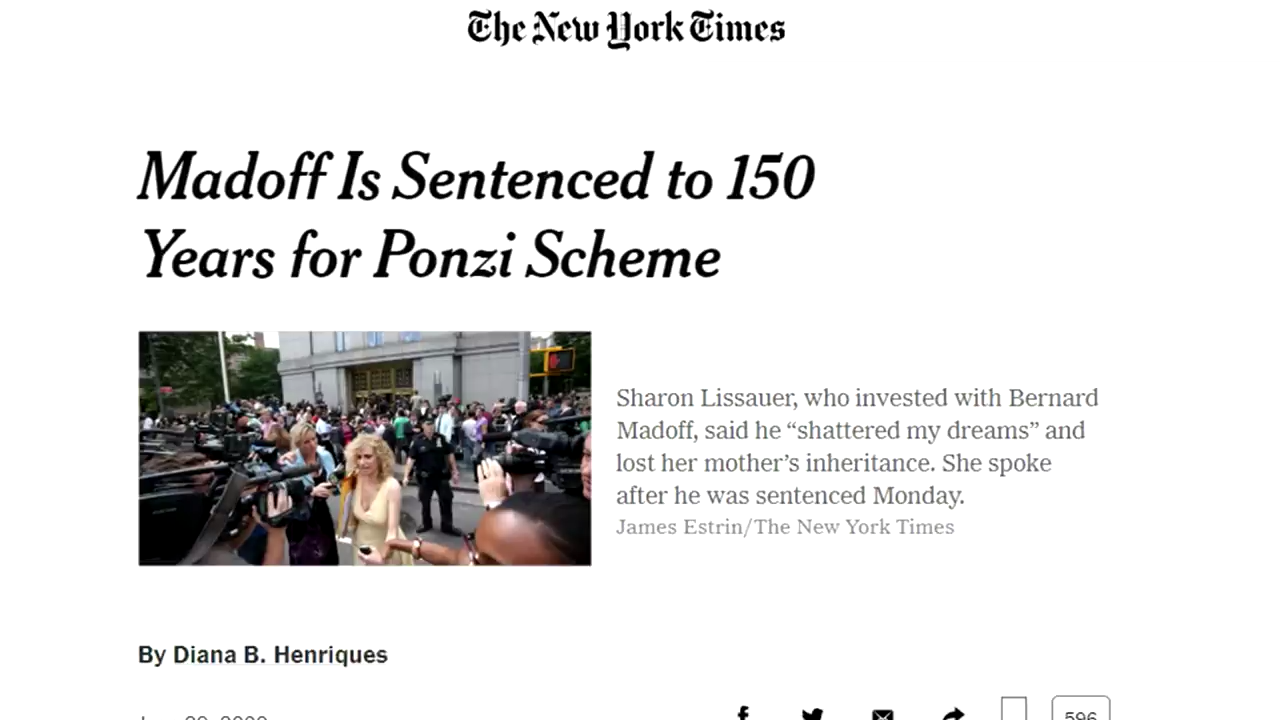 The New York Times
Madoff Is Sentenced to 150
Years for Ponzi Scheme
Sharon Lissauer, who invested with Bernard
Madoff, said he “shattered my dreams” and
lost her mother’s inheritance. She spoke
after he was sentenced Monday.
James Estrin/The New York Times
By Diana B. Henriques
596